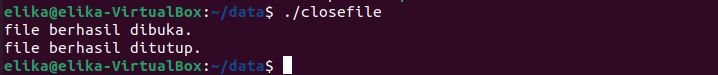 elika@elika-VirtualBox:~/data$ ./closefile
file berhasil dibuka.
file berhasil ditutup.
elika@elika-VirtualBox:~/data$